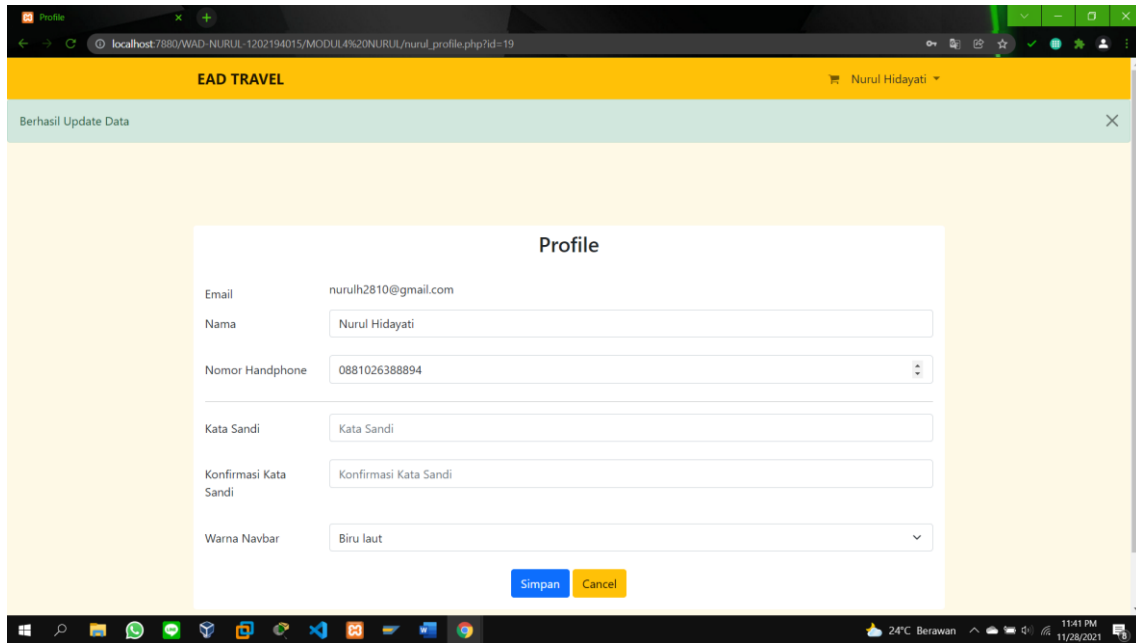 Profile
localhost:7880/WAD-NURUL-1202194015/MODUL4%20NURUL/nurul_profile.php?id=19
EAD TRAVEL
Nurul Hidayati
Berhasil Update Data
Profile
Email
nurulh2810@gmail.com
Nama
Nurul Hidayati
Nomor Handphone
0881026388894
Kata Sandi
Kata Sandi
Konfirmasi Kata
Sandi
Konfirmasi Kata Sandi
Warna Navbar
Biru laut
Simpan
Cancel
24°C Berawan
11:41 PM
11/28/2021